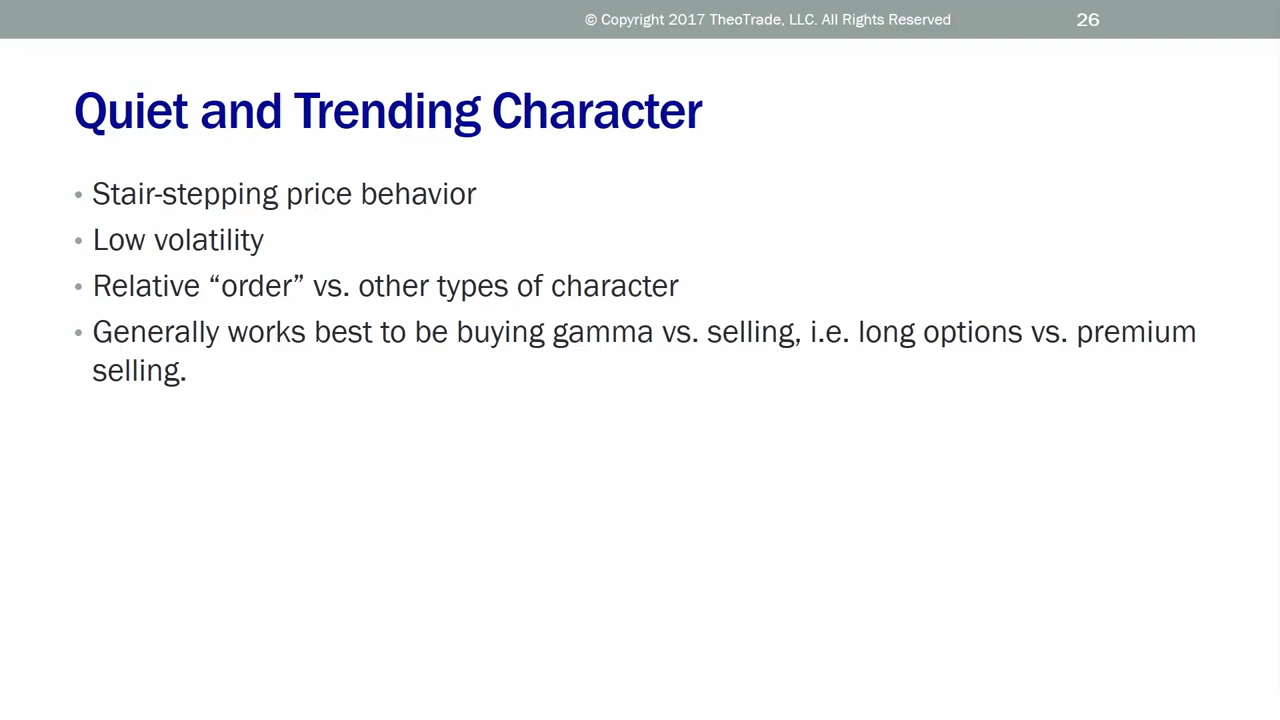 © Copyright 2017 TheoTrade, LLC. All Rights Reserved
26
Quiet and Trending Character
• Stair-stepping price behavior
• Low volatility
• Relative “order” vs. other types of character
• Generally works best to be buying gamma vs. selling, i.e. long options vs. premium
selling.